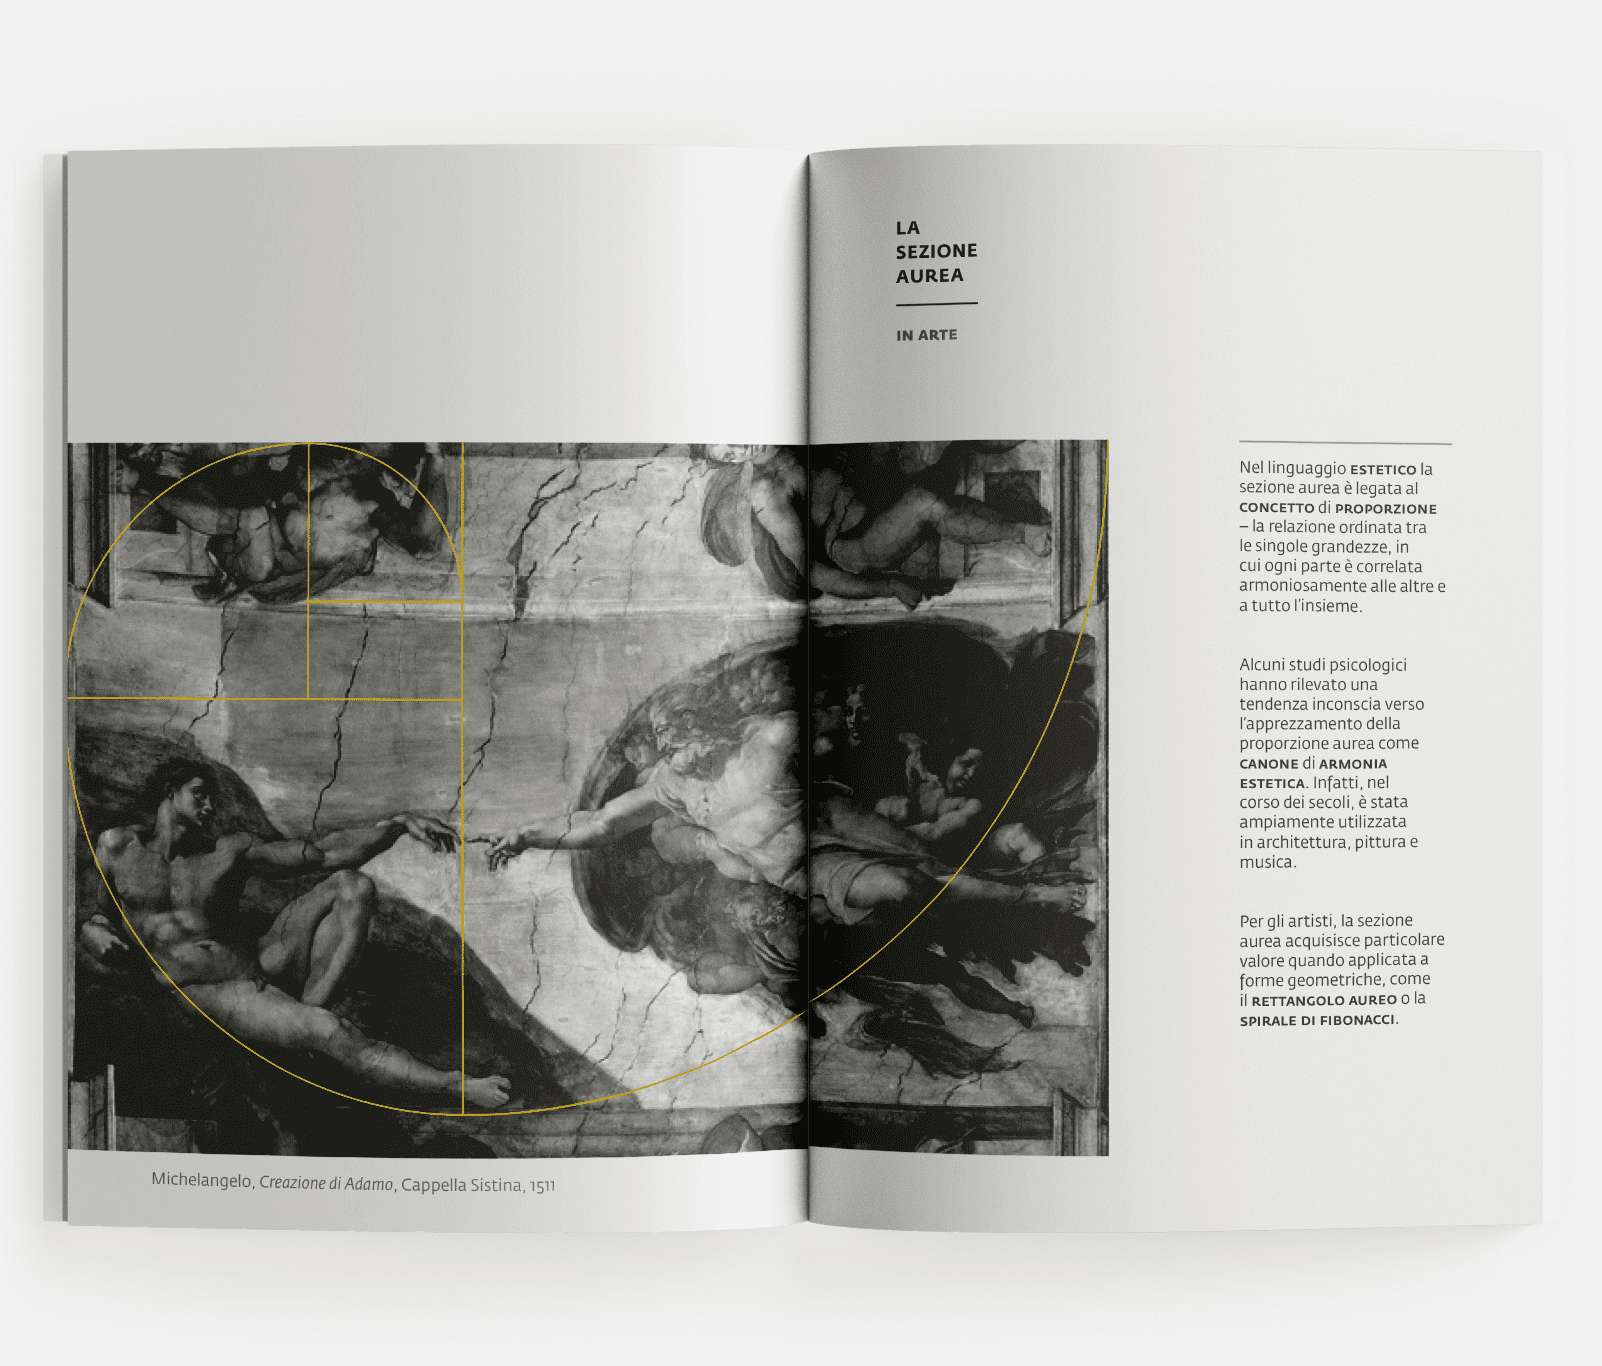 LA
SEZIONE
AUREA
IN ARTE
Nel linguaggio ESTETICO la
sezione aurea è legata al
CONCETTO di PROPORZIONE
– la relazione ordinata tra
le singole grandezze, in
cui ogni parte è correlata
armoniosamente alle altre e
a tutto l'insieme.
Alcuni studi psicologici
hanno rilevato una
tendenza inconscia verso
l'apprezzamento della
proporzione aurea come
CANONE di ARMONIA
ESTETICA. Infatti, nel
corso dei secoli, è stata
ampiamente utilizzata
in architettura, pittura e
musica.
Per gli artisti, la sezione
aurea acquisisce particolare
valore quando applicata a
forme geometriche, come
il RETTANGOLO AUREO o la
SPIRALE DI FIBONACCI.
Michelangelo, Creazione di Adamo, Cappella Sistina, 1511